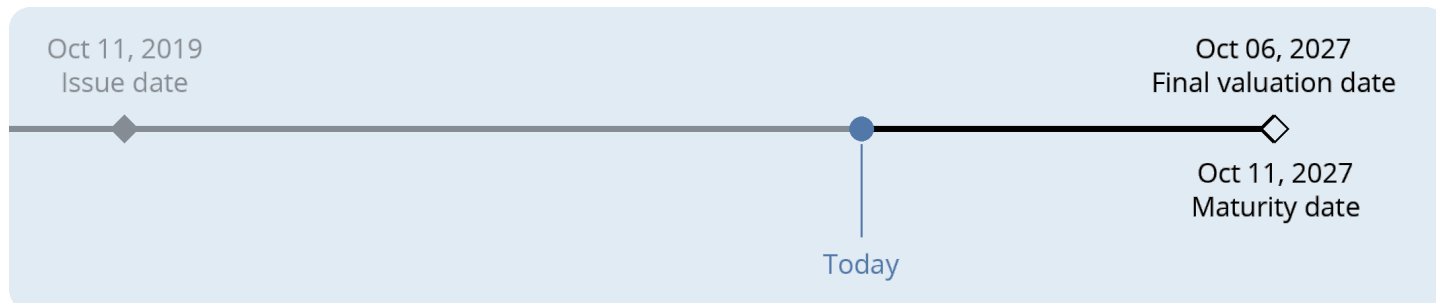 Oct 11, 2019
Issue date
Oct 06, 2027
Final valuation date
Oct 11, 2027
Maturity date
Today